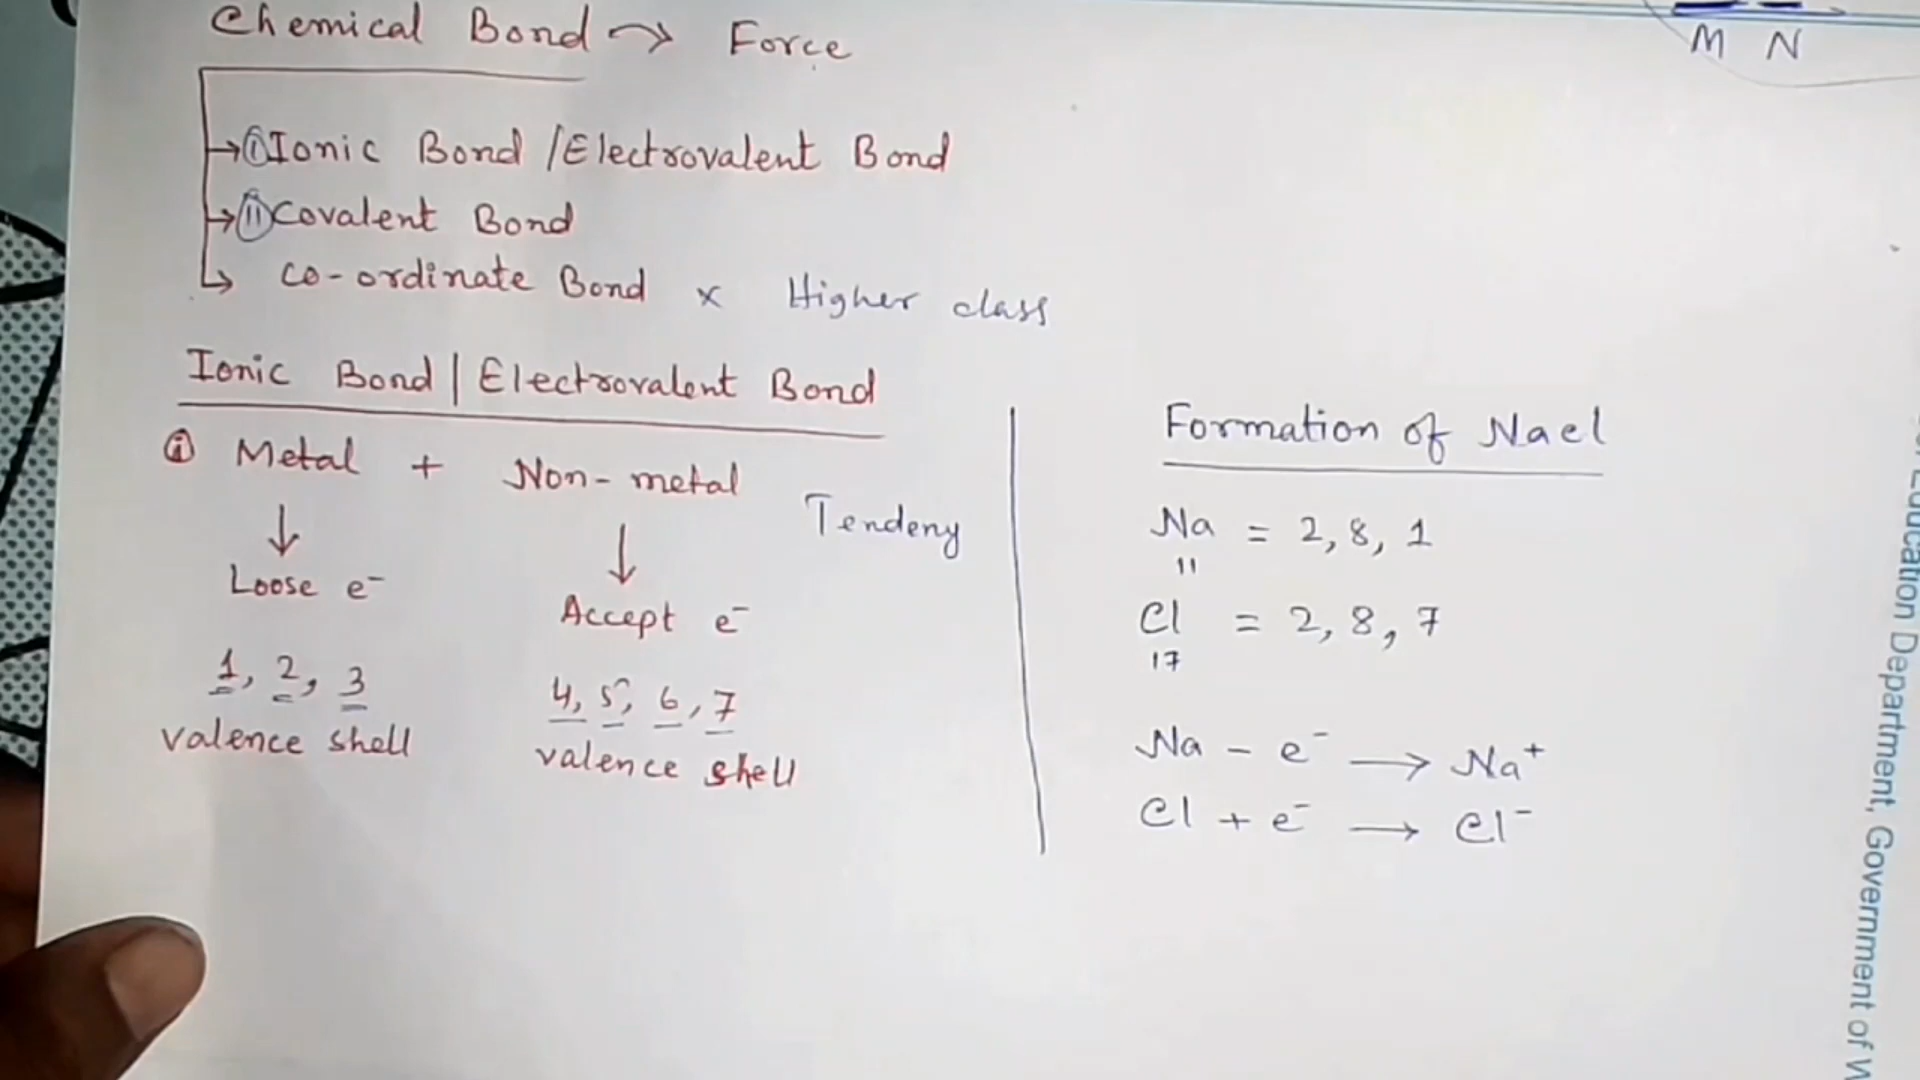 M N
Chemical Bond → Force
→ (i) Ionic Bond / Electrovalent Bond
→ (ii) Covalent Bond
↳ co-ordinate Bond × Higher class
Ionic Bond | Electrovalent Bond
(i) Metal + Non-metal
Tendeny
↓ ↓
Loose e⁻ Accept e⁻
1, 2, 3 4, 5, 6, 7
valence shell valence shell
Formation of Nacl
Na = 2, 8, 1
11
Cl = 2, 8, 7
17
Na - e⁻ → Na⁺
Cl + e⁻ → Cl⁻
Education Department, Government of W